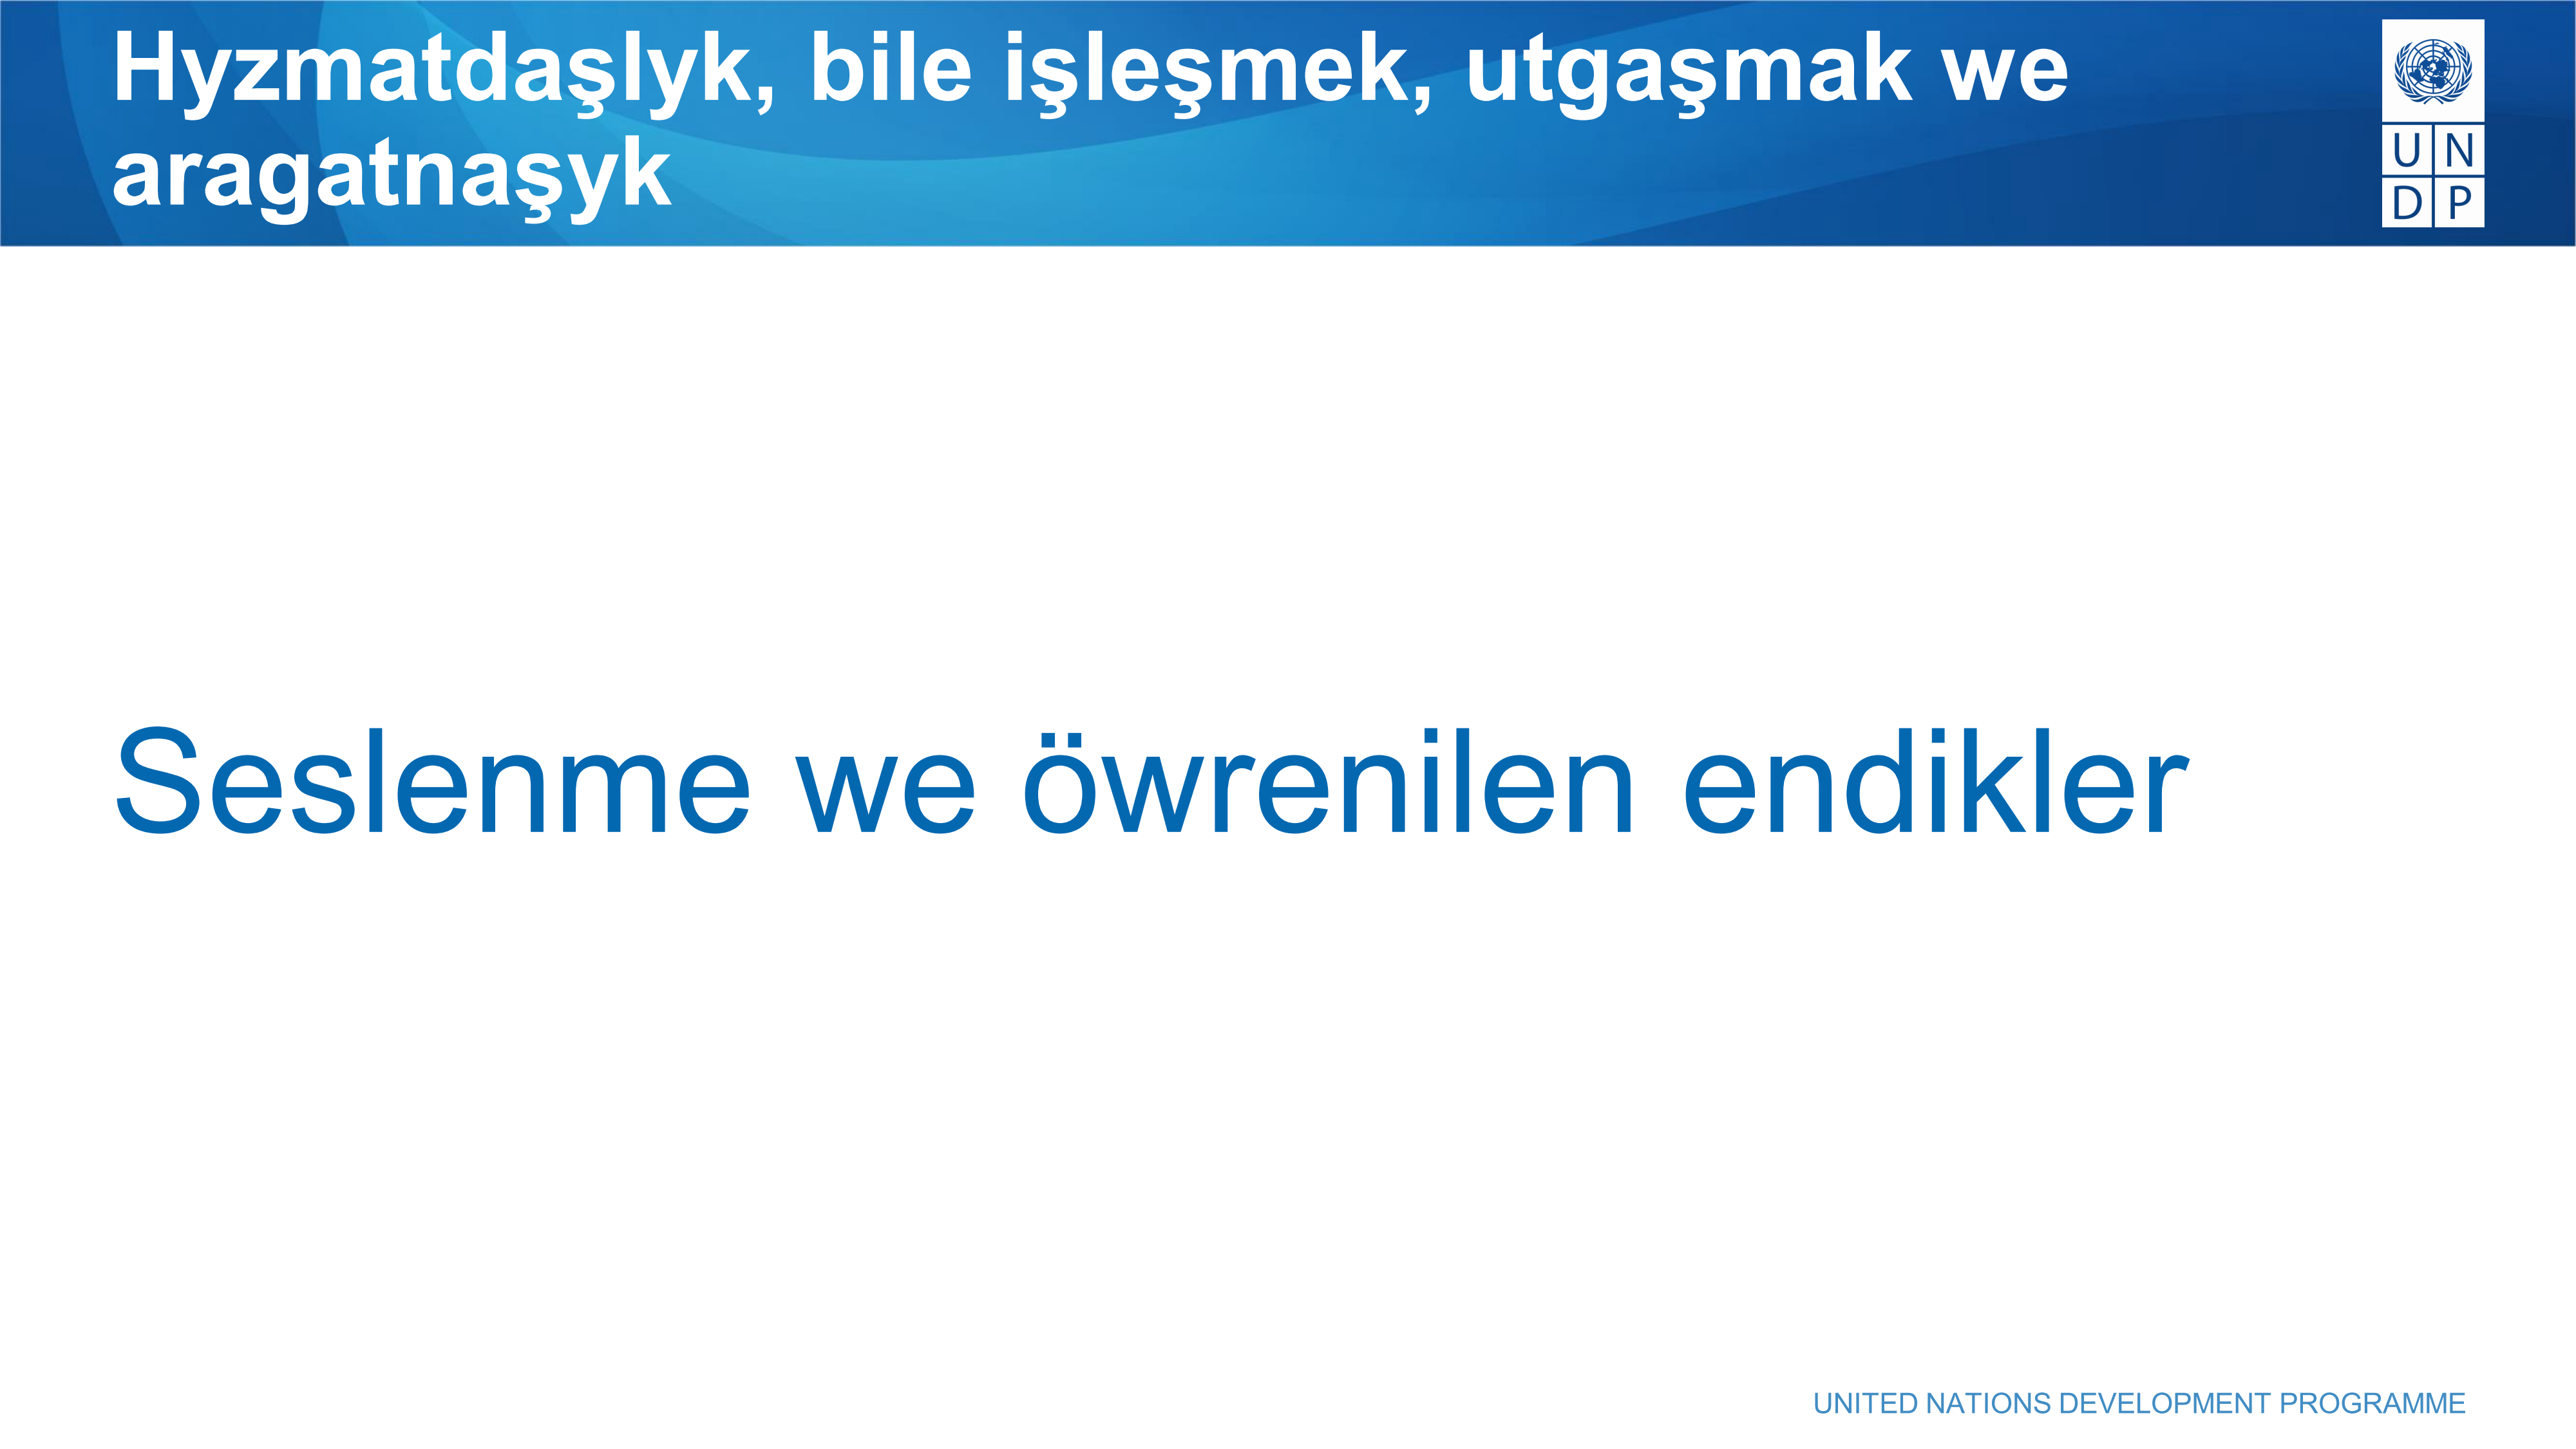 Hyzmatdaşlyk, bile işleşmek, utgaşmak we
aragatnaşyk
U N
D P
Seslenme we öwrenilen endikler
UNITED NATIONS DEVELOPMENT PROGRAMME